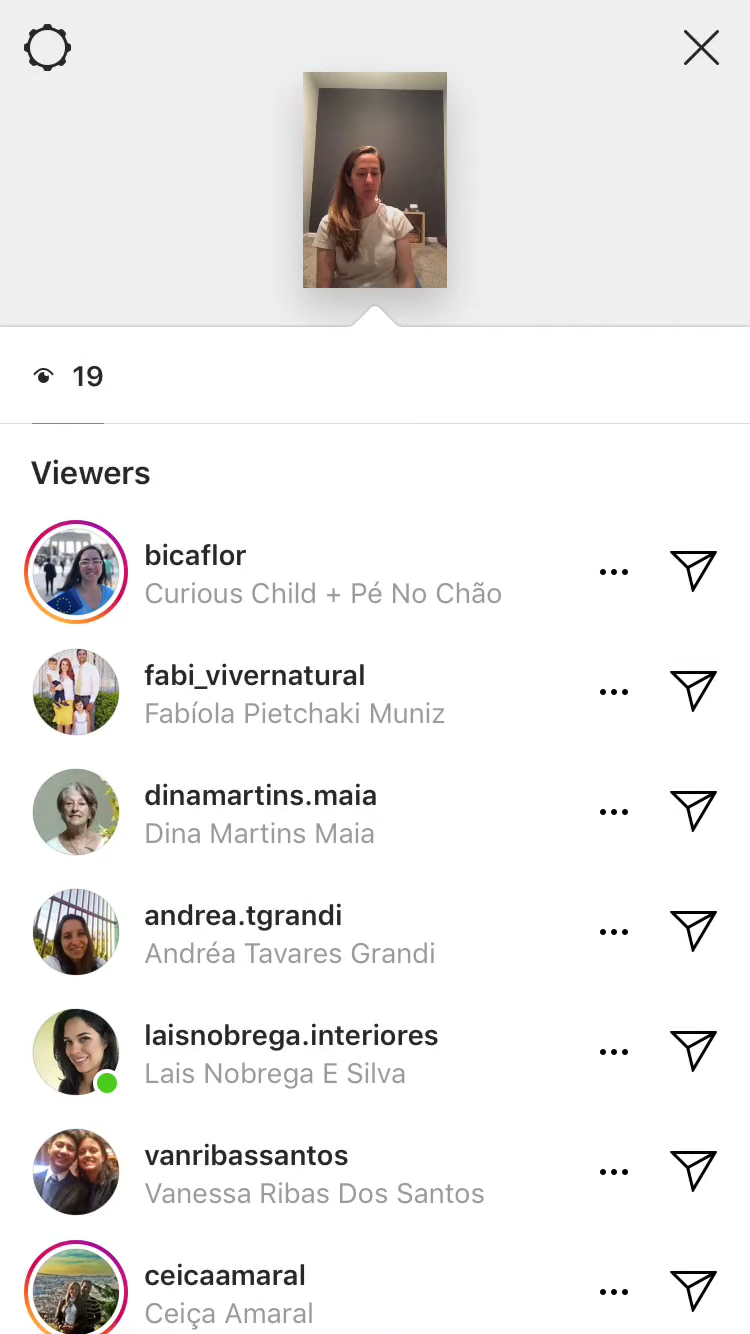 19
Viewers
bicaflor
Curious Child + Pé No Chão
fabi_vivernatural
Fabíola Pietchaki Muniz
dinamartins.maia
Dina Martins Maia
andrea.tgrandi
Andréa Tavares Grandi
laisnobrega.interiores
Lais Nobrega E Silva
vanribassantos
Vanessa Ribas Dos Santos
ceicaamaral
Ceiça Amaral